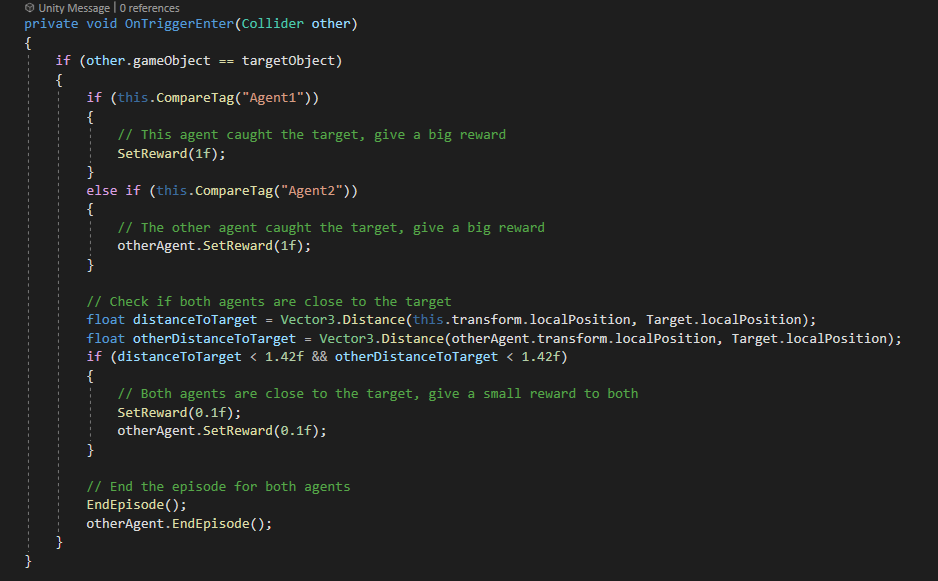 Unity Message | 0 references
private void OnTriggerEnter(Collider other)
{
    if (other.gameObject == targetObject)
    {
        if (this.CompareTag("Agent1"))
        {
            // This agent caught the target, give a big reward
            SetReward(1f);
        }
        else if (this.CompareTag("Agent2"))
        {
            // The other agent caught the target, give a big reward
            otherAgent.SetReward(1f);
        }

        // Check if both agents are close to the target
        float distanceToTarget = Vector3.Distance(this.transform.localPosition, Target.localPosition);
        float otherDistanceToTarget = Vector3.Distance(otherAgent.transform.localPosition, Target.localPosition);
        if (distanceToTarget < 1.42f && otherDistanceToTarget < 1.42f)
        {
            // Both agents are close to the target, give a small reward to both
            SetReward(0.1f);
            otherAgent.SetReward(0.1f);
        }

        // End the episode for both agents
        EndEpisode();
        otherAgent.EndEpisode();
    }
}